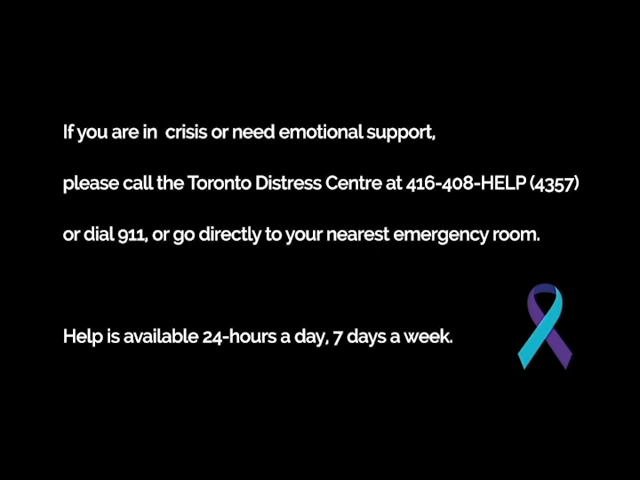 If you are in  crisis or need emotional support,
please call the Toronto Distress Centre at 416-408-HELP (4357)
or dial 911, or go directly to your nearest emergency room.
Help is available 24-hours a day, 7 days a week.